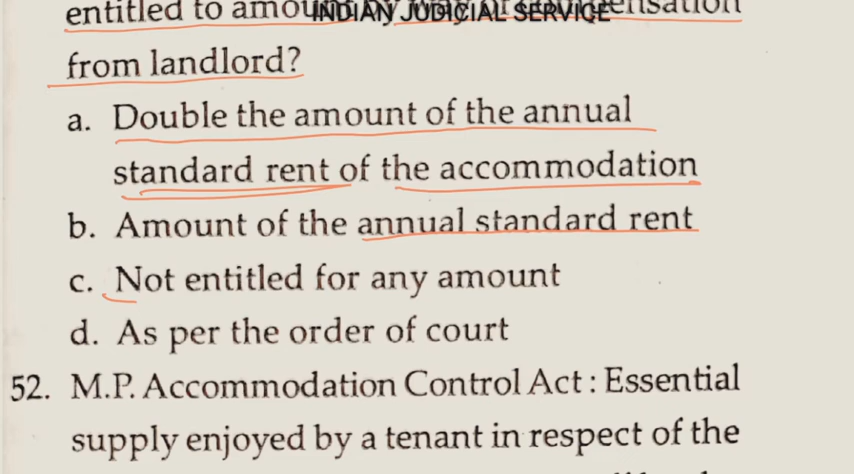 entitled to
INDIAN JUDICIAL SERVICE
from landlord?
a. Double the amount of the annual
standard rent of the accommodation
b. Amount of the annual standard rent
c. Not entitled for any amount
d. As per the order of court
52. M.P. Accommodation Control Act : Essential
supply enjoyed by a tenant in respect of the